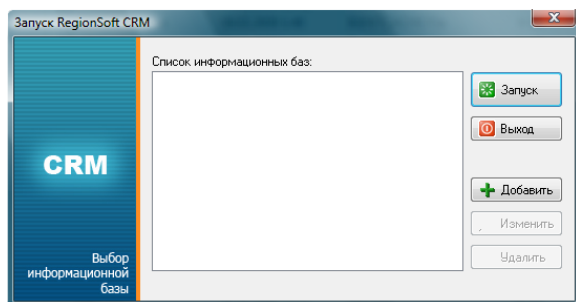 Запуск RegionSoft CRM
Список информационных баз:
Запуск
Выход
CRM
Добавить
Изменить
Удалить
Выбор
информационной
базы